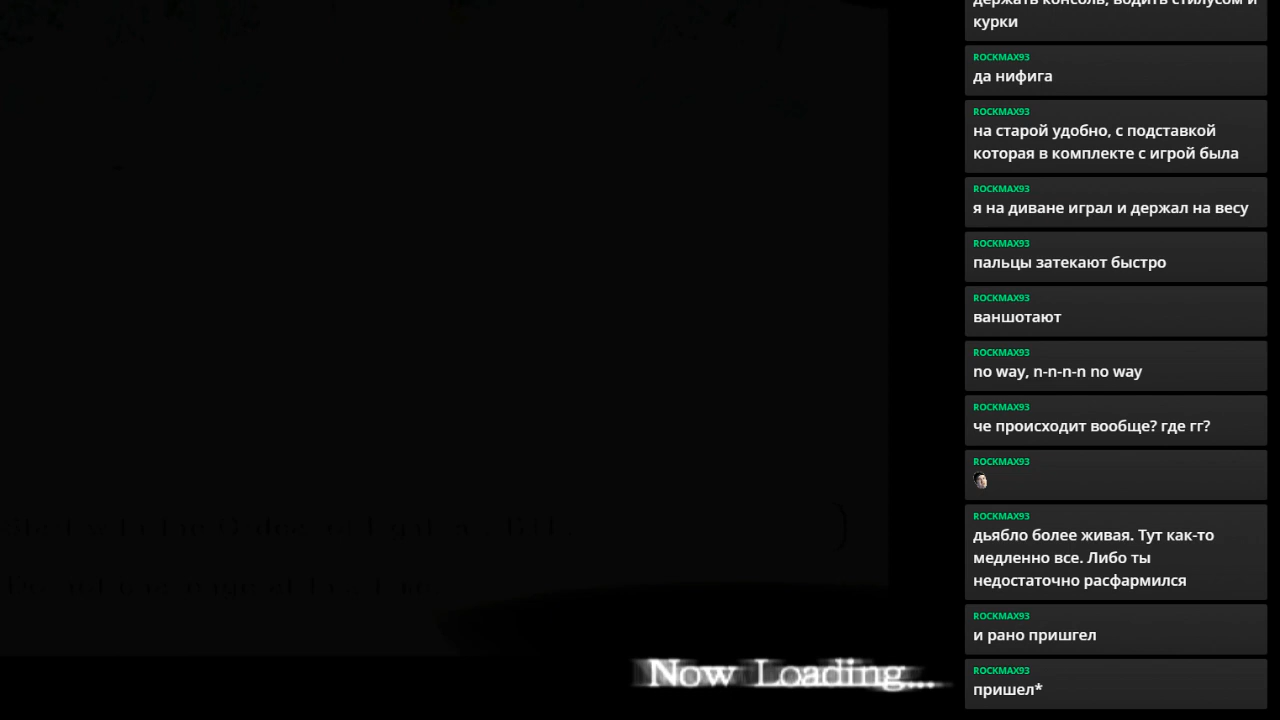 держать консоль, водить стилусом и
курки
ROCKMAX93
да нифига
ROCKMAX93
на старой удобно, с подставкой
которая в комплекте с игрой была
ROCKMAX93
я на диване играл и держал на весу
ROCKMAX93
пальцы затекают быстро
ROCKMAX93
ваншотают
ROCKMAX93
no way, n-n-n-n no way
ROCKMAX93
че происходит вообще? где гг?
ROCKMAX93
ROCKMAX93
дьябло более живая. Тут как-то
медленно все. Либо ты
недостаточно расфармился
ROCKMAX93
и рано пришгел
ROCKMAX93
пришел*
Now Loading...